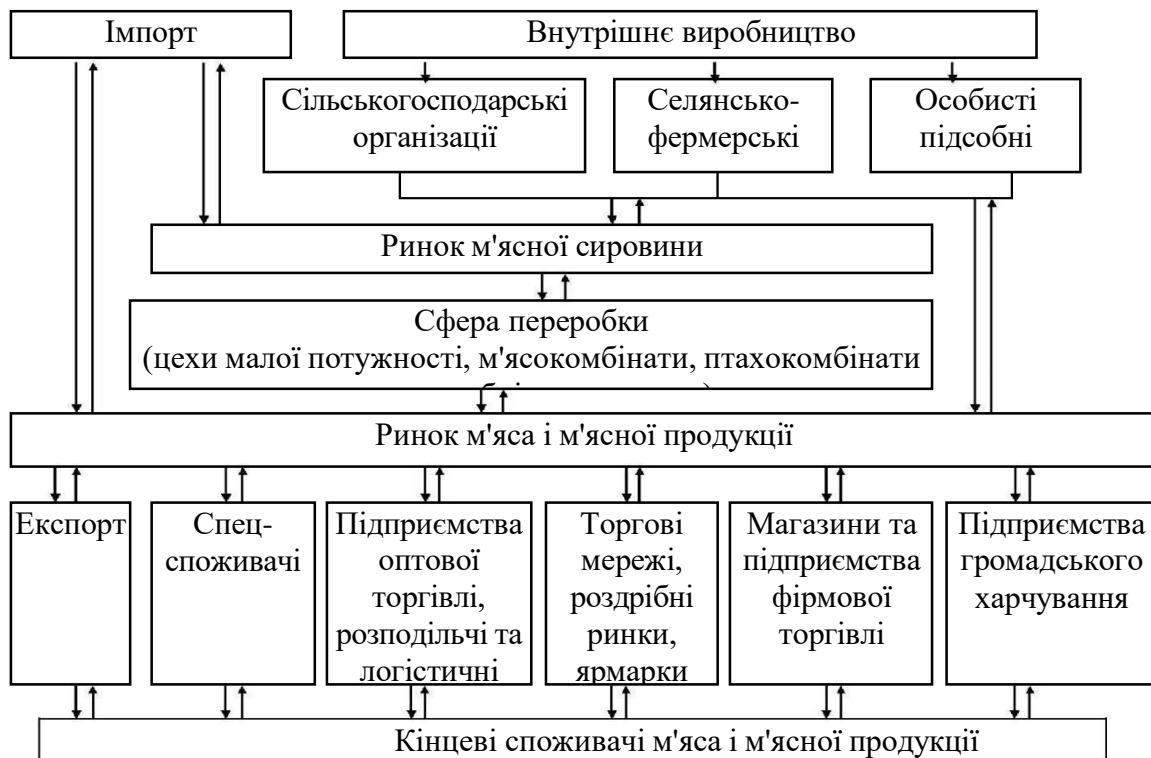 Імпорт
Внутрішнє виробництво
Сільськогосподарські
організації
Селянсько-
фермерські
Особисті
підсобні
Ринок м'ясної сировини
Сфера переробки
(цехи малої потужності, м'ясокомбінати, птахокомбінати
Ринок м'яса і м'ясної продукції
Експорт
Спец-
споживачі
Підприємства
оптової
торгівлі,
розподільчі та
логістичні
Торгові
мережі,
роздрібні
ринки,
ярмарки
Магазини та
підприємства
фірмової
торгівлі
Підприємства
громадського
харчування
Кінцеві споживачі м'яса і м'ясної продукції